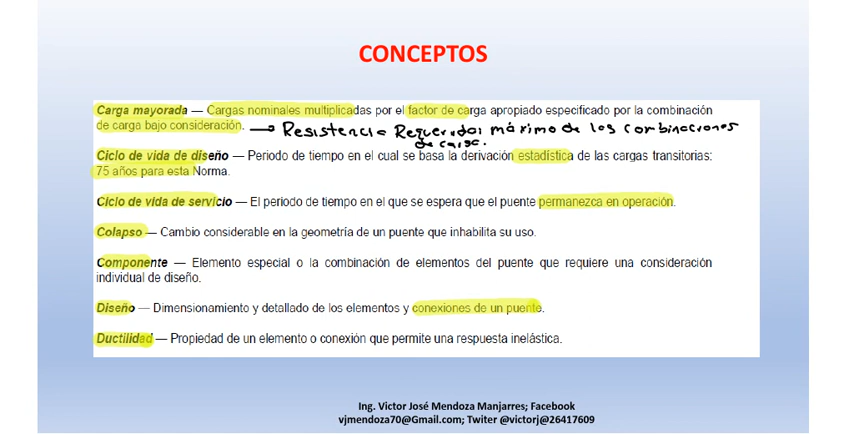 CONCEPTOS
Carga mayorada — Cargas nominales multiplicadas por el factor de carga apropiado especificado por la combinación
de carga bajo consideración. → Resistencia Requerida: máximo de las combinaciones
de carga.
Ciclo de vida de diseño — Periodo de tiempo en el cual se basa la derivación estadística de las cargas transitorias:
75 años para esta Norma.
Ciclo de vida de servicio — El periodo de tiempo en el que se espera que el puente permanezca en operación.
Colapso — Cambio considerable en la geometría de un puente que inhabilita su uso.
Componente — Elemento especial o la combinación de elementos del puente que requiere una consideración
individual de diseño.
Diseño — Dimensionamiento y detallado de los elementos y conexiones de un puente.
Ductilidad — Propiedad de un elemento o conexión que permite una respuesta inelástica.
Ing. Victor José Mendoza Manjarres; Facebook
vjmendoza70@Gmail.com; Twiter @victorj@26417609